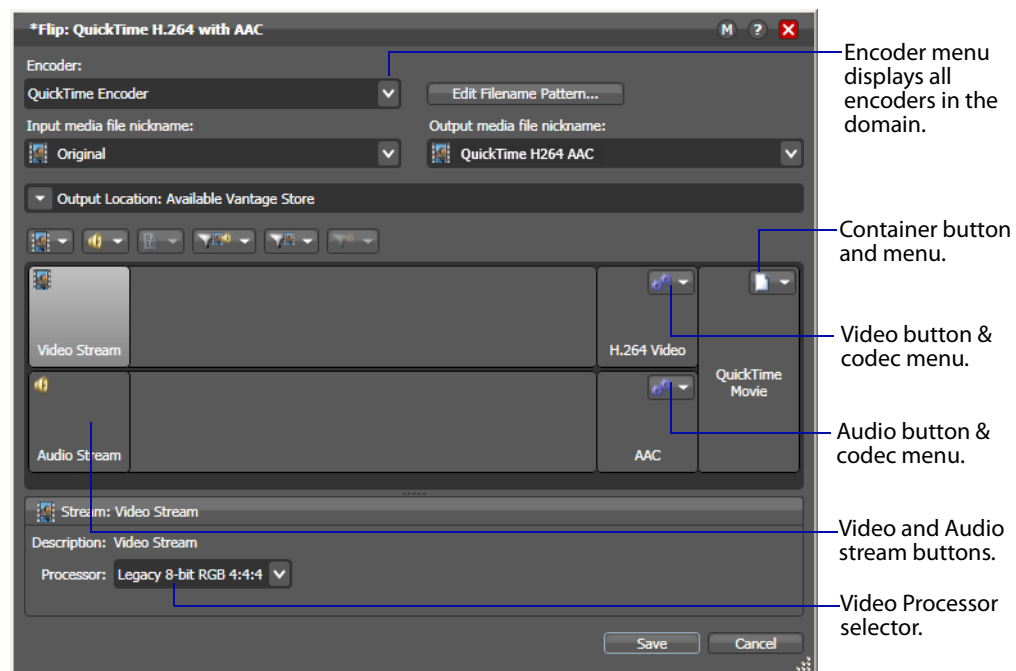 *Flip: QuickTime H.264 with AAC
M ? X
Encoder:
QuickTime Encoder
Edit Filename Pattern...
Input media file nickname:
Output media file nickname:
Original
QuickTime H264 AAC
Output Location: Available Vantage Store
Video Stream
H.264 Video
QuickTime
Movie
Audio Stream
AAC
Stream: Video Stream
Description: Video Stream
Processor: Legacy 8-bit RGB 4:4:4
Save
Cancel
Encoder menu
displays all
encoders in the
domain.
Container button
and menu.
Video button &
codec menu.
Audio button &
codec menu.
Video and Audio
stream buttons.
Video Processor
selector.